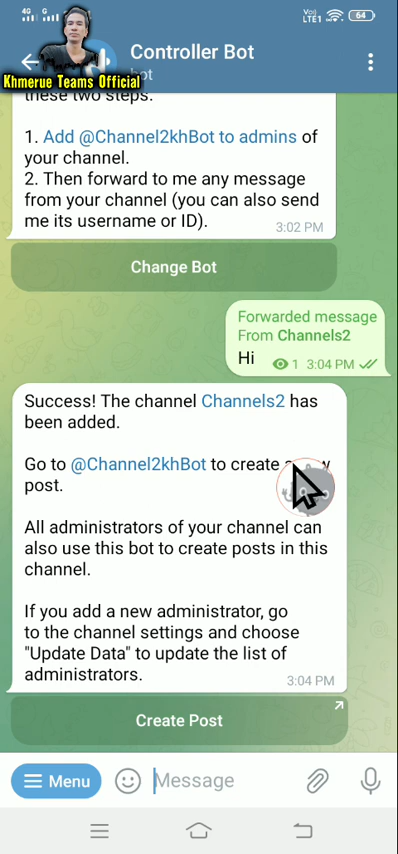 4G G Vo) LTE1 64
Controller Bot
bot
Khmerue Teams Official
these two steps.
1. Add @Channel2khBot to admins of
your channel.
2. Then forward to me any message
from your channel (you can also send
me its username or ID).
3:02 PM
Change Bot
Forwarded message
From Channels2
Hi 1 3:04 PM
Success! The channel Channels2 has
been added.
Go to @Channel2khBot to create
post.
All administrators of your channel can
also use this bot to create posts in this
channel.
If you add a new administrator, go
to the channel settings and choose
"Update Data" to update the list of
administrators.
3:04 PM
Create Post
Menu Message